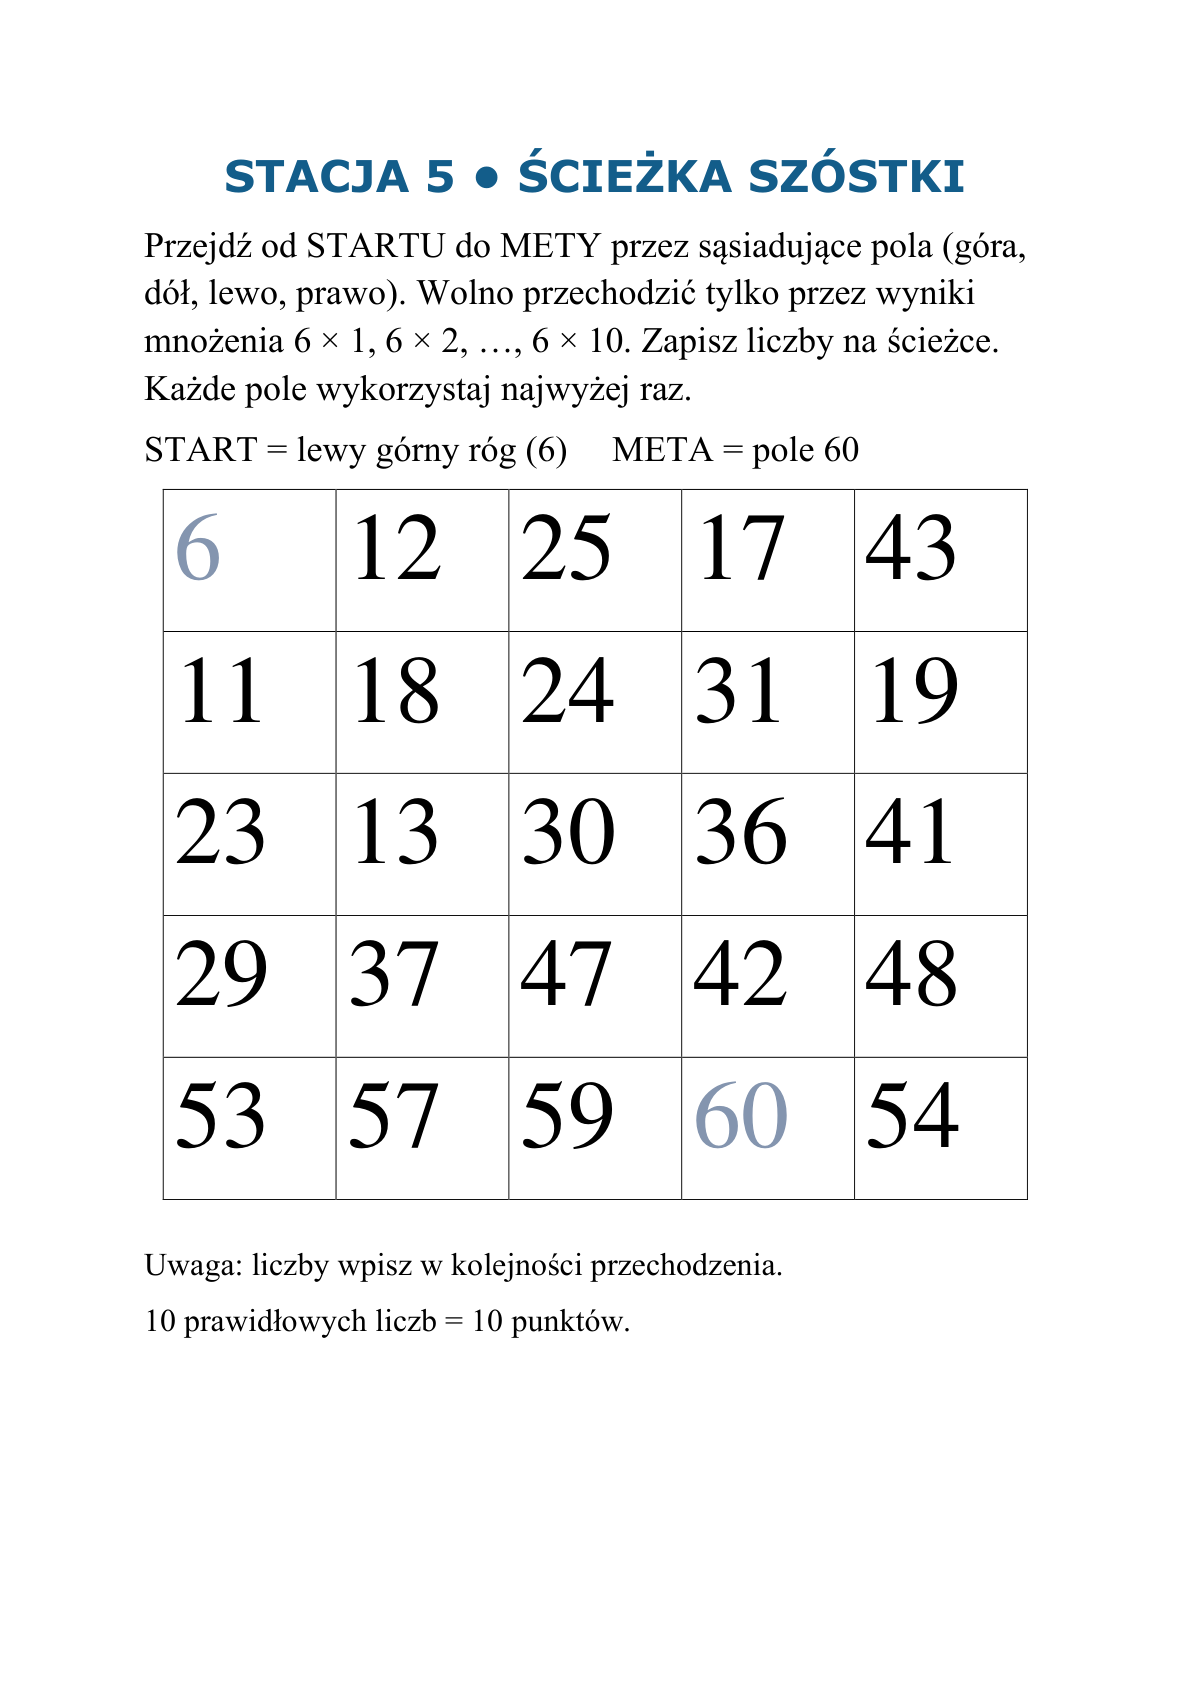 STACJA 5 ● ŚCIEŻKA SZÓSTKI
Przejdź od STARTU do METY przez sąsiadujące pola (góra,
dół, lewo, prawo). Wolno przechodzić tylko przez wyniki
mnożenia 6 × 1, 6 × 2, …, 6 × 10. Zapisz liczby na ścieżce.
Każde pole wykorzystaj najwyżej raz.
START = lewy górny róg (6) META = pole 60
6 12 25 17 43
11 18 24 31 19
23 13 30 36 41
29 37 47 42 48
53 57 59 60 54
Uwaga: liczby wpisz w kolejności przechodzenia.
10 prawidłowych liczb = 10 punktów.